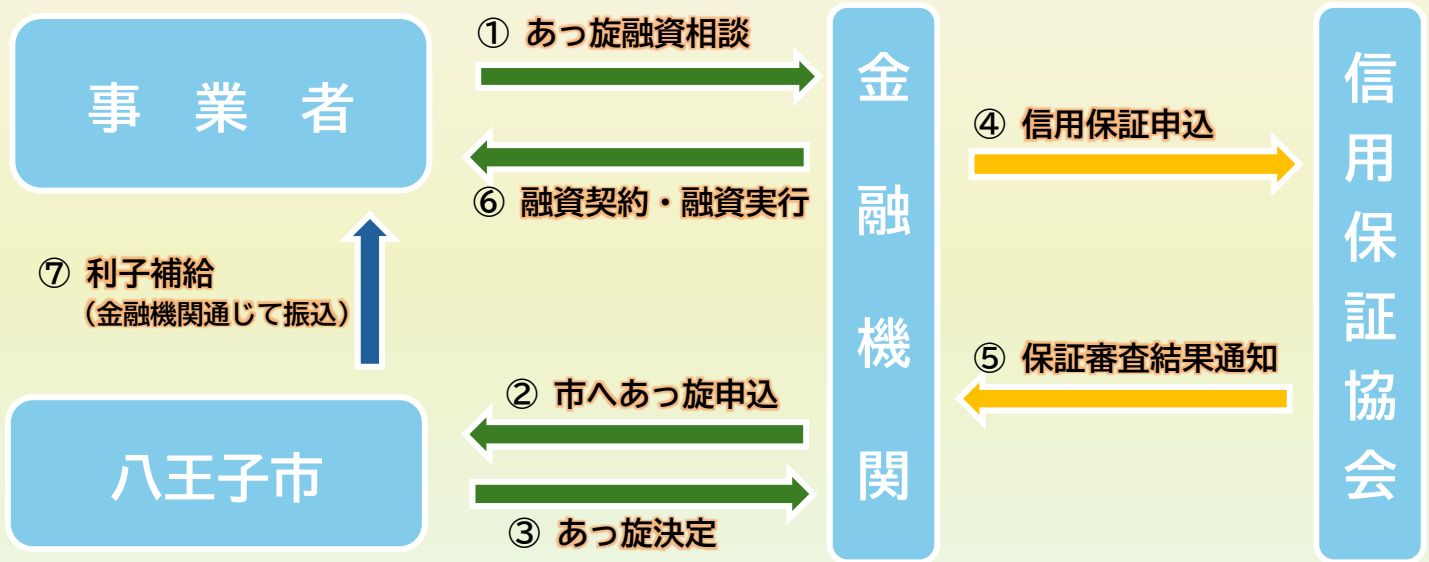 事 業 者
① あっ旋融資相談
⑥ 融資契約・融資実行
金融機関
④ 信用保証申込
⑤ 保証審査結果通知
信用保証協会
⑦ 利子補給
（金融機関通じて振込）
② 市へあっ旋申込
八王子市
③ あっ旋決定